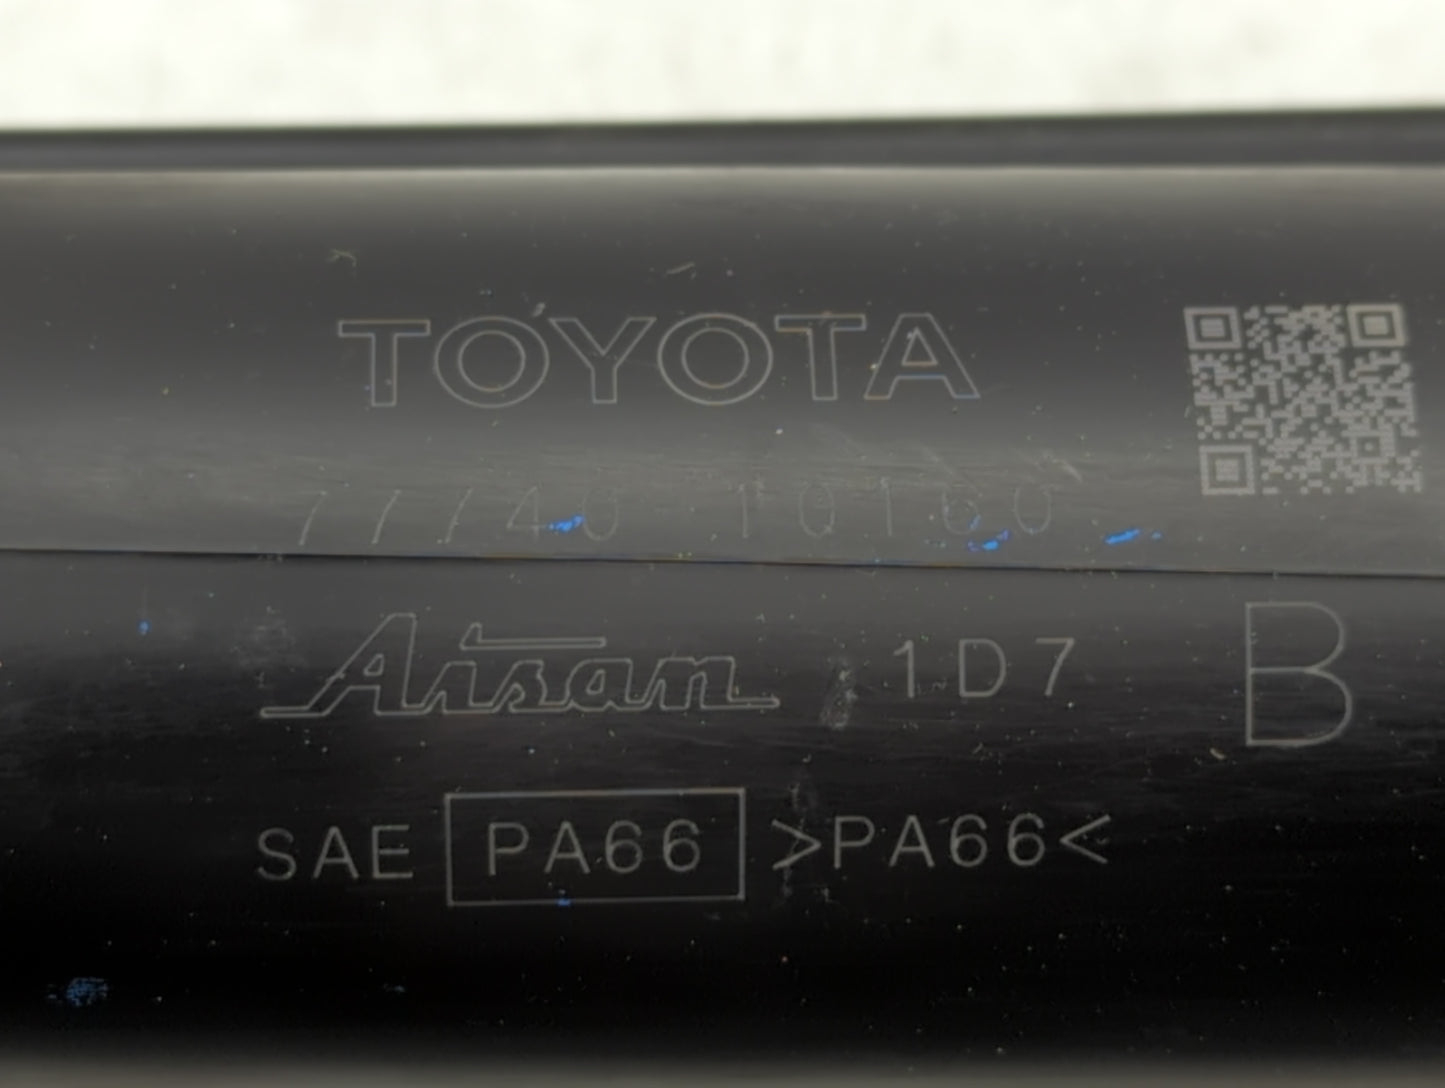 TOYOTA
77740 10160
Aisan 1D7 B
SAE PA66 >PA66<